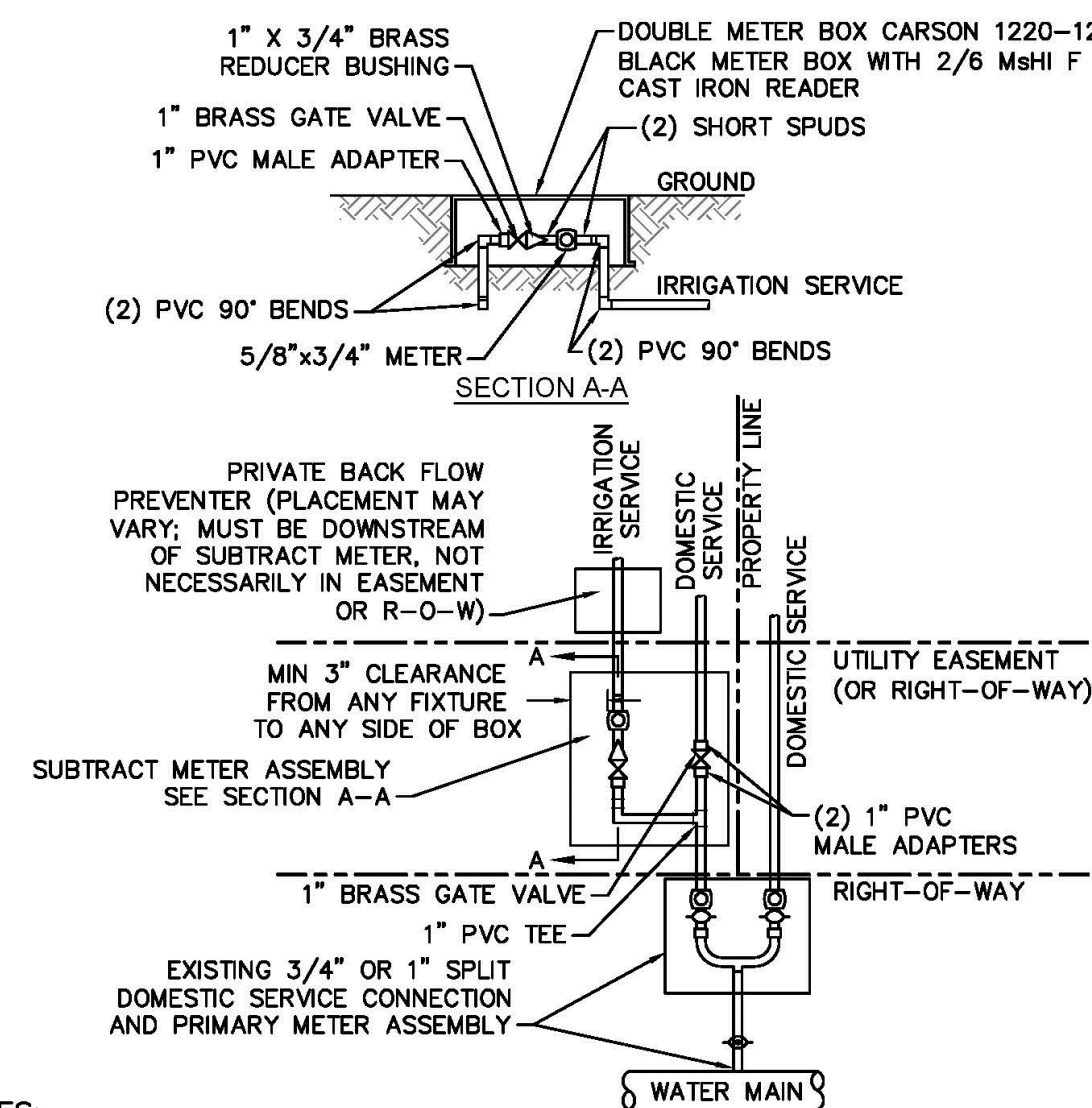 1" X 3/4" BRASS
REDUCER BUSHING
1" BRASS GATE VALVE
1" PVC MALE ADAPTER
DOUBLE METER BOX CARSON 1220-12
BLACK METER BOX WITH 2/6 MsHI F
CAST IRON READER
(2) SHORT SPUDS
GROUND
IRRIGATION SERVICE
(2) PVC 90° BENDS
5/8"x3/4" METER
(2) PVC 90° BENDS
SECTION A-A
PRIVATE BACK FLOW
PREVENTER (PLACEMENT MAY
VARY; MUST BE DOWNSTREAM
OF SUBTRACT METER, NOT
NECESSARILY IN EASEMENT
OR R-O-W)
IRRIGATION
SERVICE
DOMESTIC
SERVICE
PROPERTY LINE
DOMESTIC SERVICE
A
UTILITY EASEMENT
(OR RIGHT-OF-WAY)
MIN 3" CLEARANCE
FROM ANY FIXTURE
TO ANY SIDE OF BOX
SUBTRACT METER ASSEMBLY
SEE SECTION A-A
(2) 1" PVC
MALE ADAPTERS
A
1" BRASS GATE VALVE
RIGHT-OF-WAY
1" PVC TEE
EXISTING 3/4" OR 1" SPLIT
DOMESTIC SERVICE CONNECTION
AND PRIMARY METER ASSEMBLY
WATER MAIN